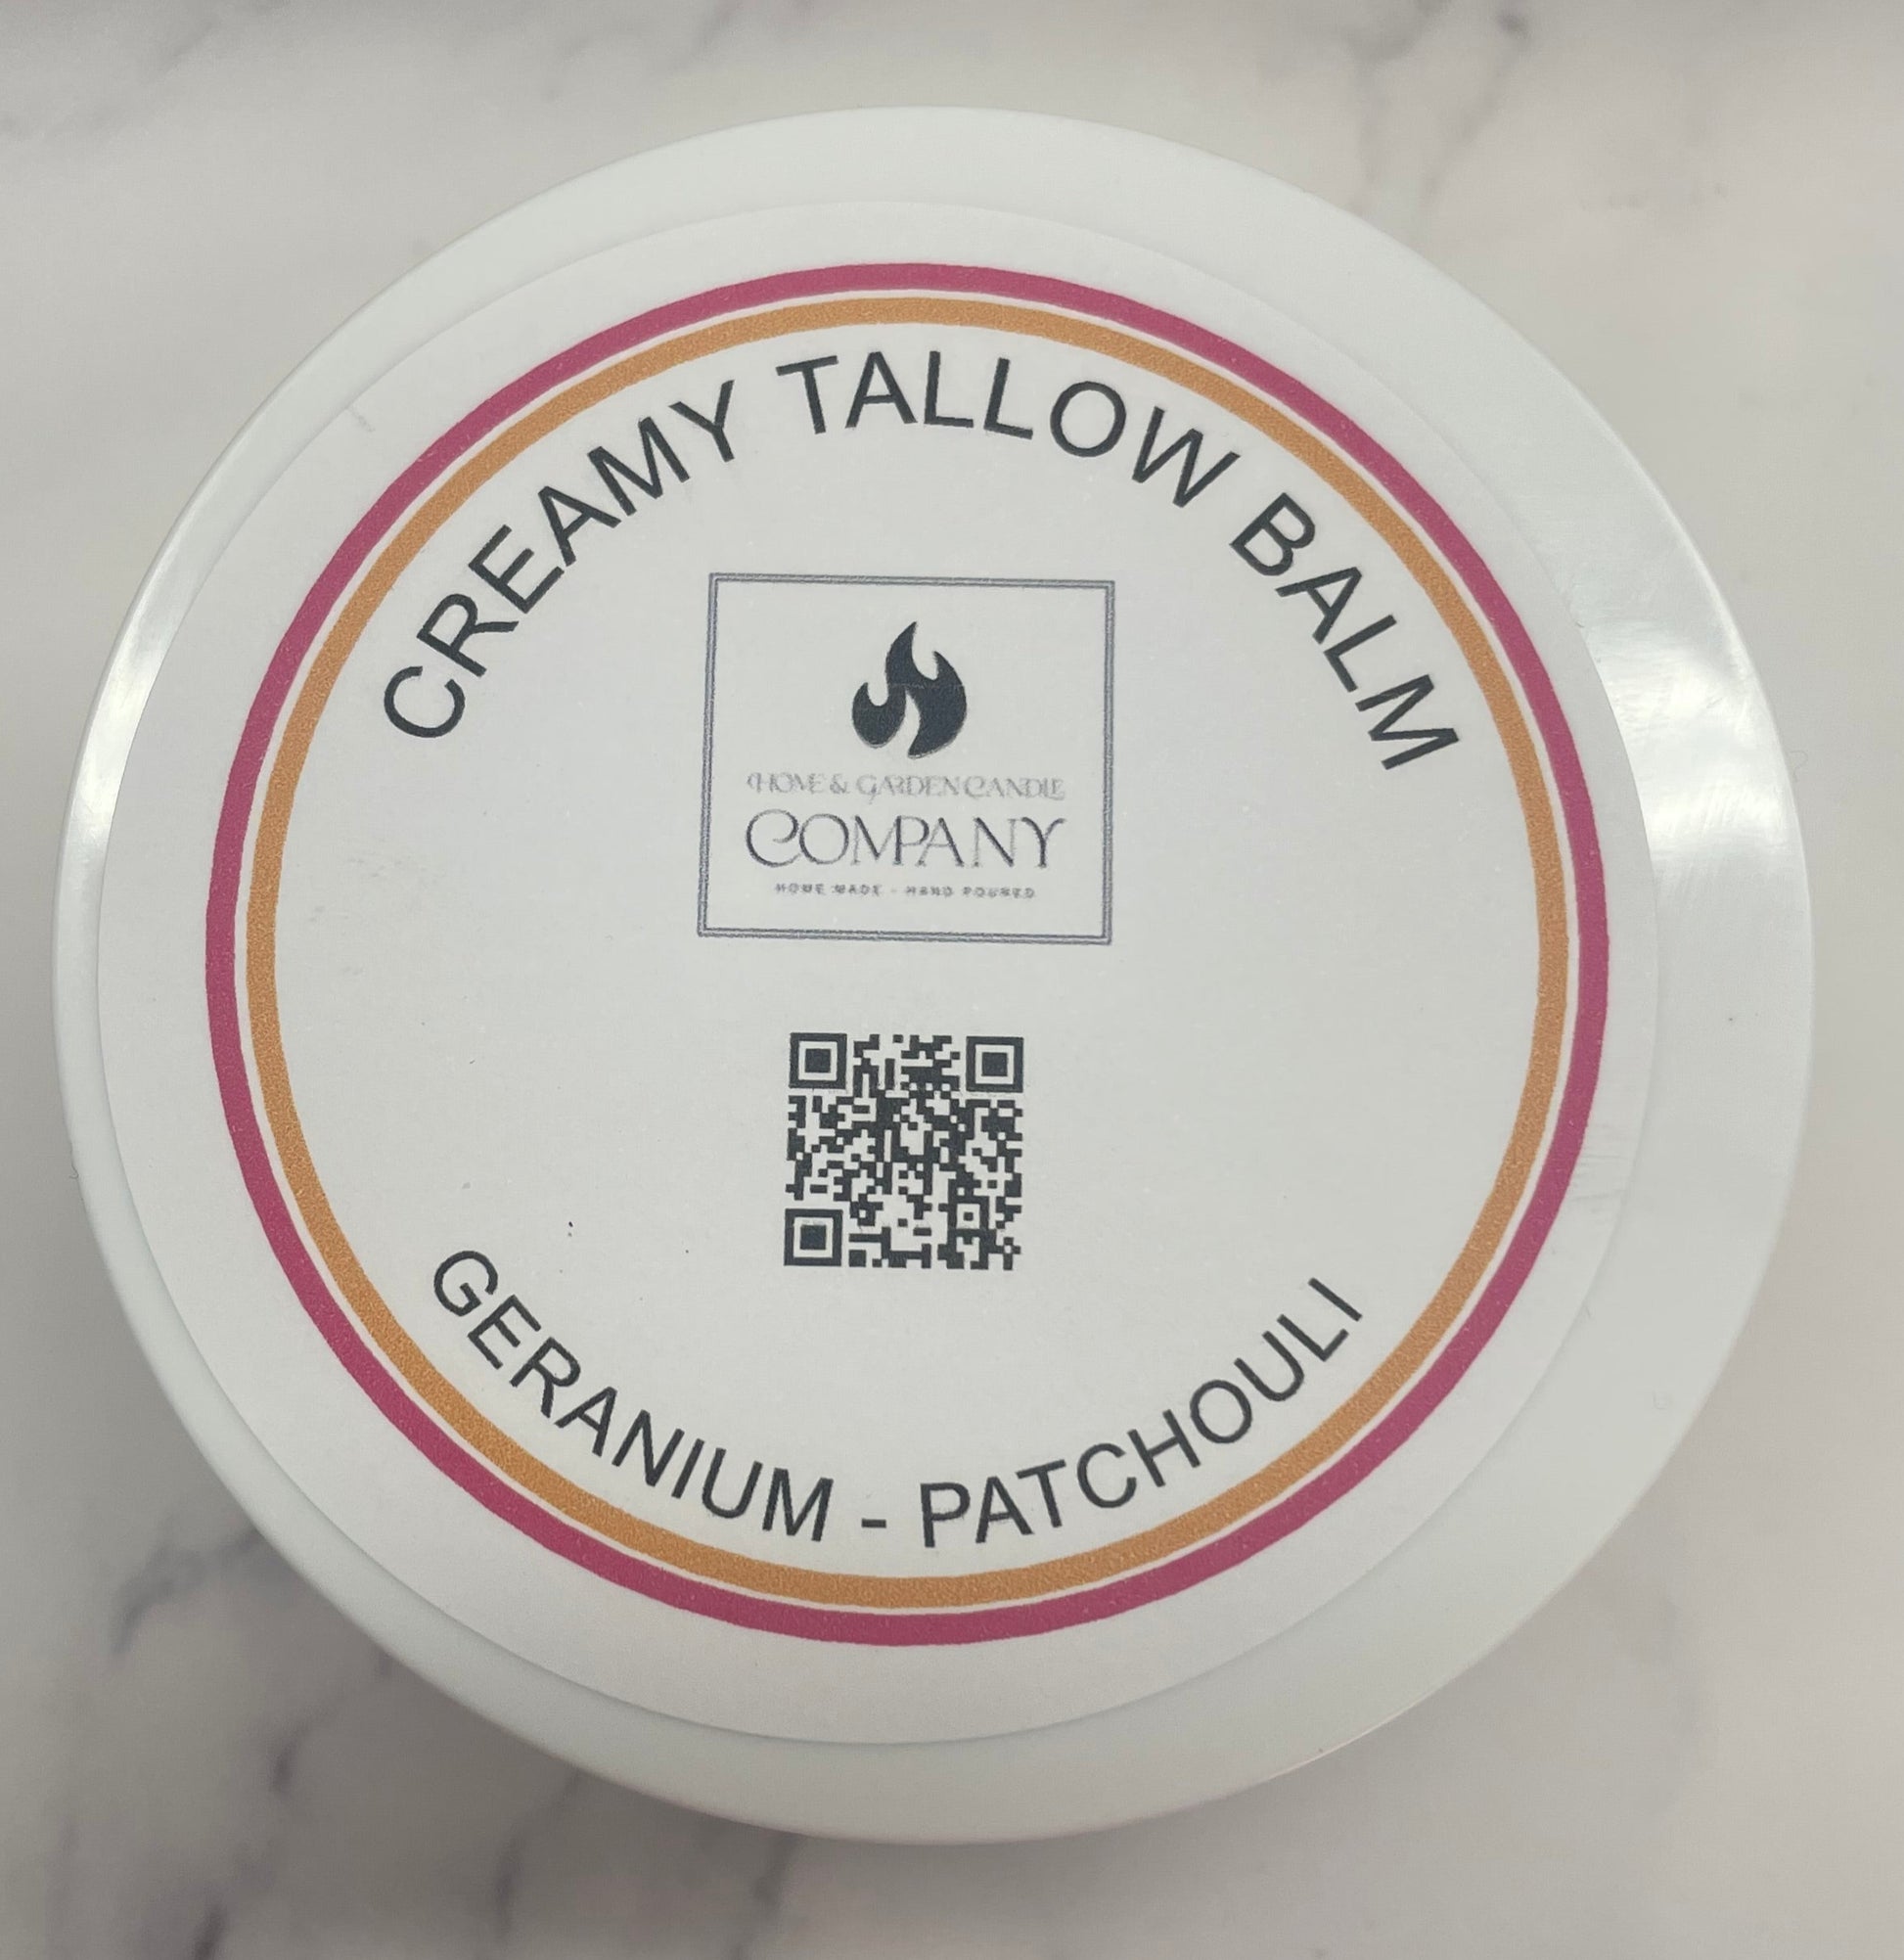 CREAMY TALLOW BALM
HOME & GARDEN CANDLE
COMPANY
HOME MADE - HAND POURED
GERANIUM - PATCHOULI